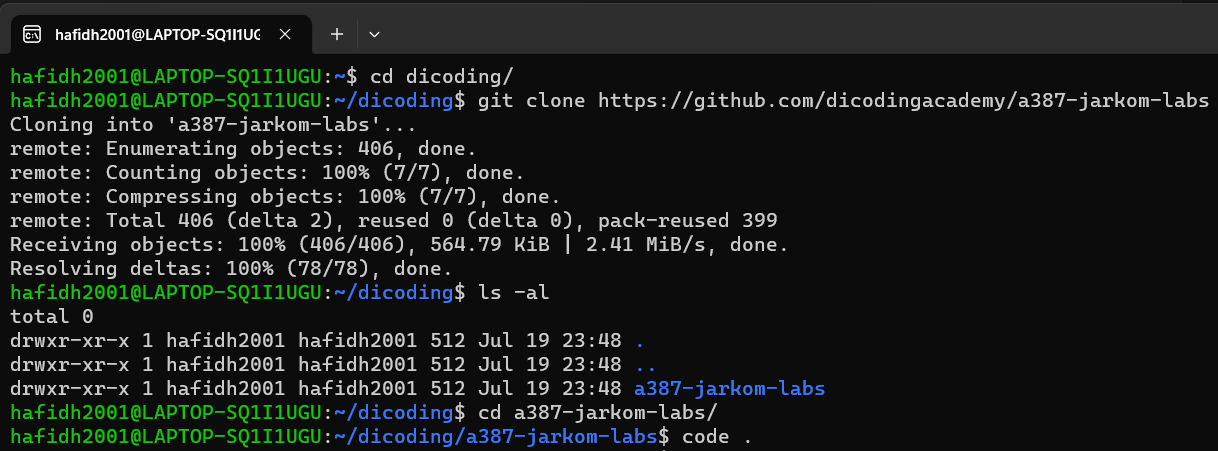 hafidh2001@LAPTOP-SQ1I1UG
hafidh2001@LAPTOP-SQ1I1UGU:~$ cd dicoding/
hafidh2001@LAPTOP-SQ1I1UGU:~/dicoding$ git clone https://github.com/dicodingacademy/a387-jarkom-labs
Cloning into 'a387-jarkom-labs'...
remote: Enumerating objects: 406, done.
remote: Counting objects: 100% (7/7), done.
remote: Compressing objects: 100% (7/7), done.
remote: Total 406 (delta 2), reused 0 (delta 0), pack-reused 399
Receiving objects: 100% (406/406), 564.79 KiB | 2.41 MiB/s, done.
Resolving deltas: 100% (78/78), done.
hafidh2001@LAPTOP-SQ1I1UGU:~/dicoding$ ls -al
total 0
drwxr-xr-x 1 hafidh2001 hafidh2001 512 Jul 19 23:48 .
drwxr-xr-x 1 hafidh2001 hafidh2001 512 Jul 19 23:48 ..
drwxr-xr-x 1 hafidh2001 hafidh2001 512 Jul 19 23:48 a387-jarkom-labs
hafidh2001@LAPTOP-SQ1I1UGU:~/dicoding$ cd a387-jarkom-labs/
hafidh2001@LAPTOP-SQ1I1UGU:~/dicoding/a387-jarkom-labs$ code .